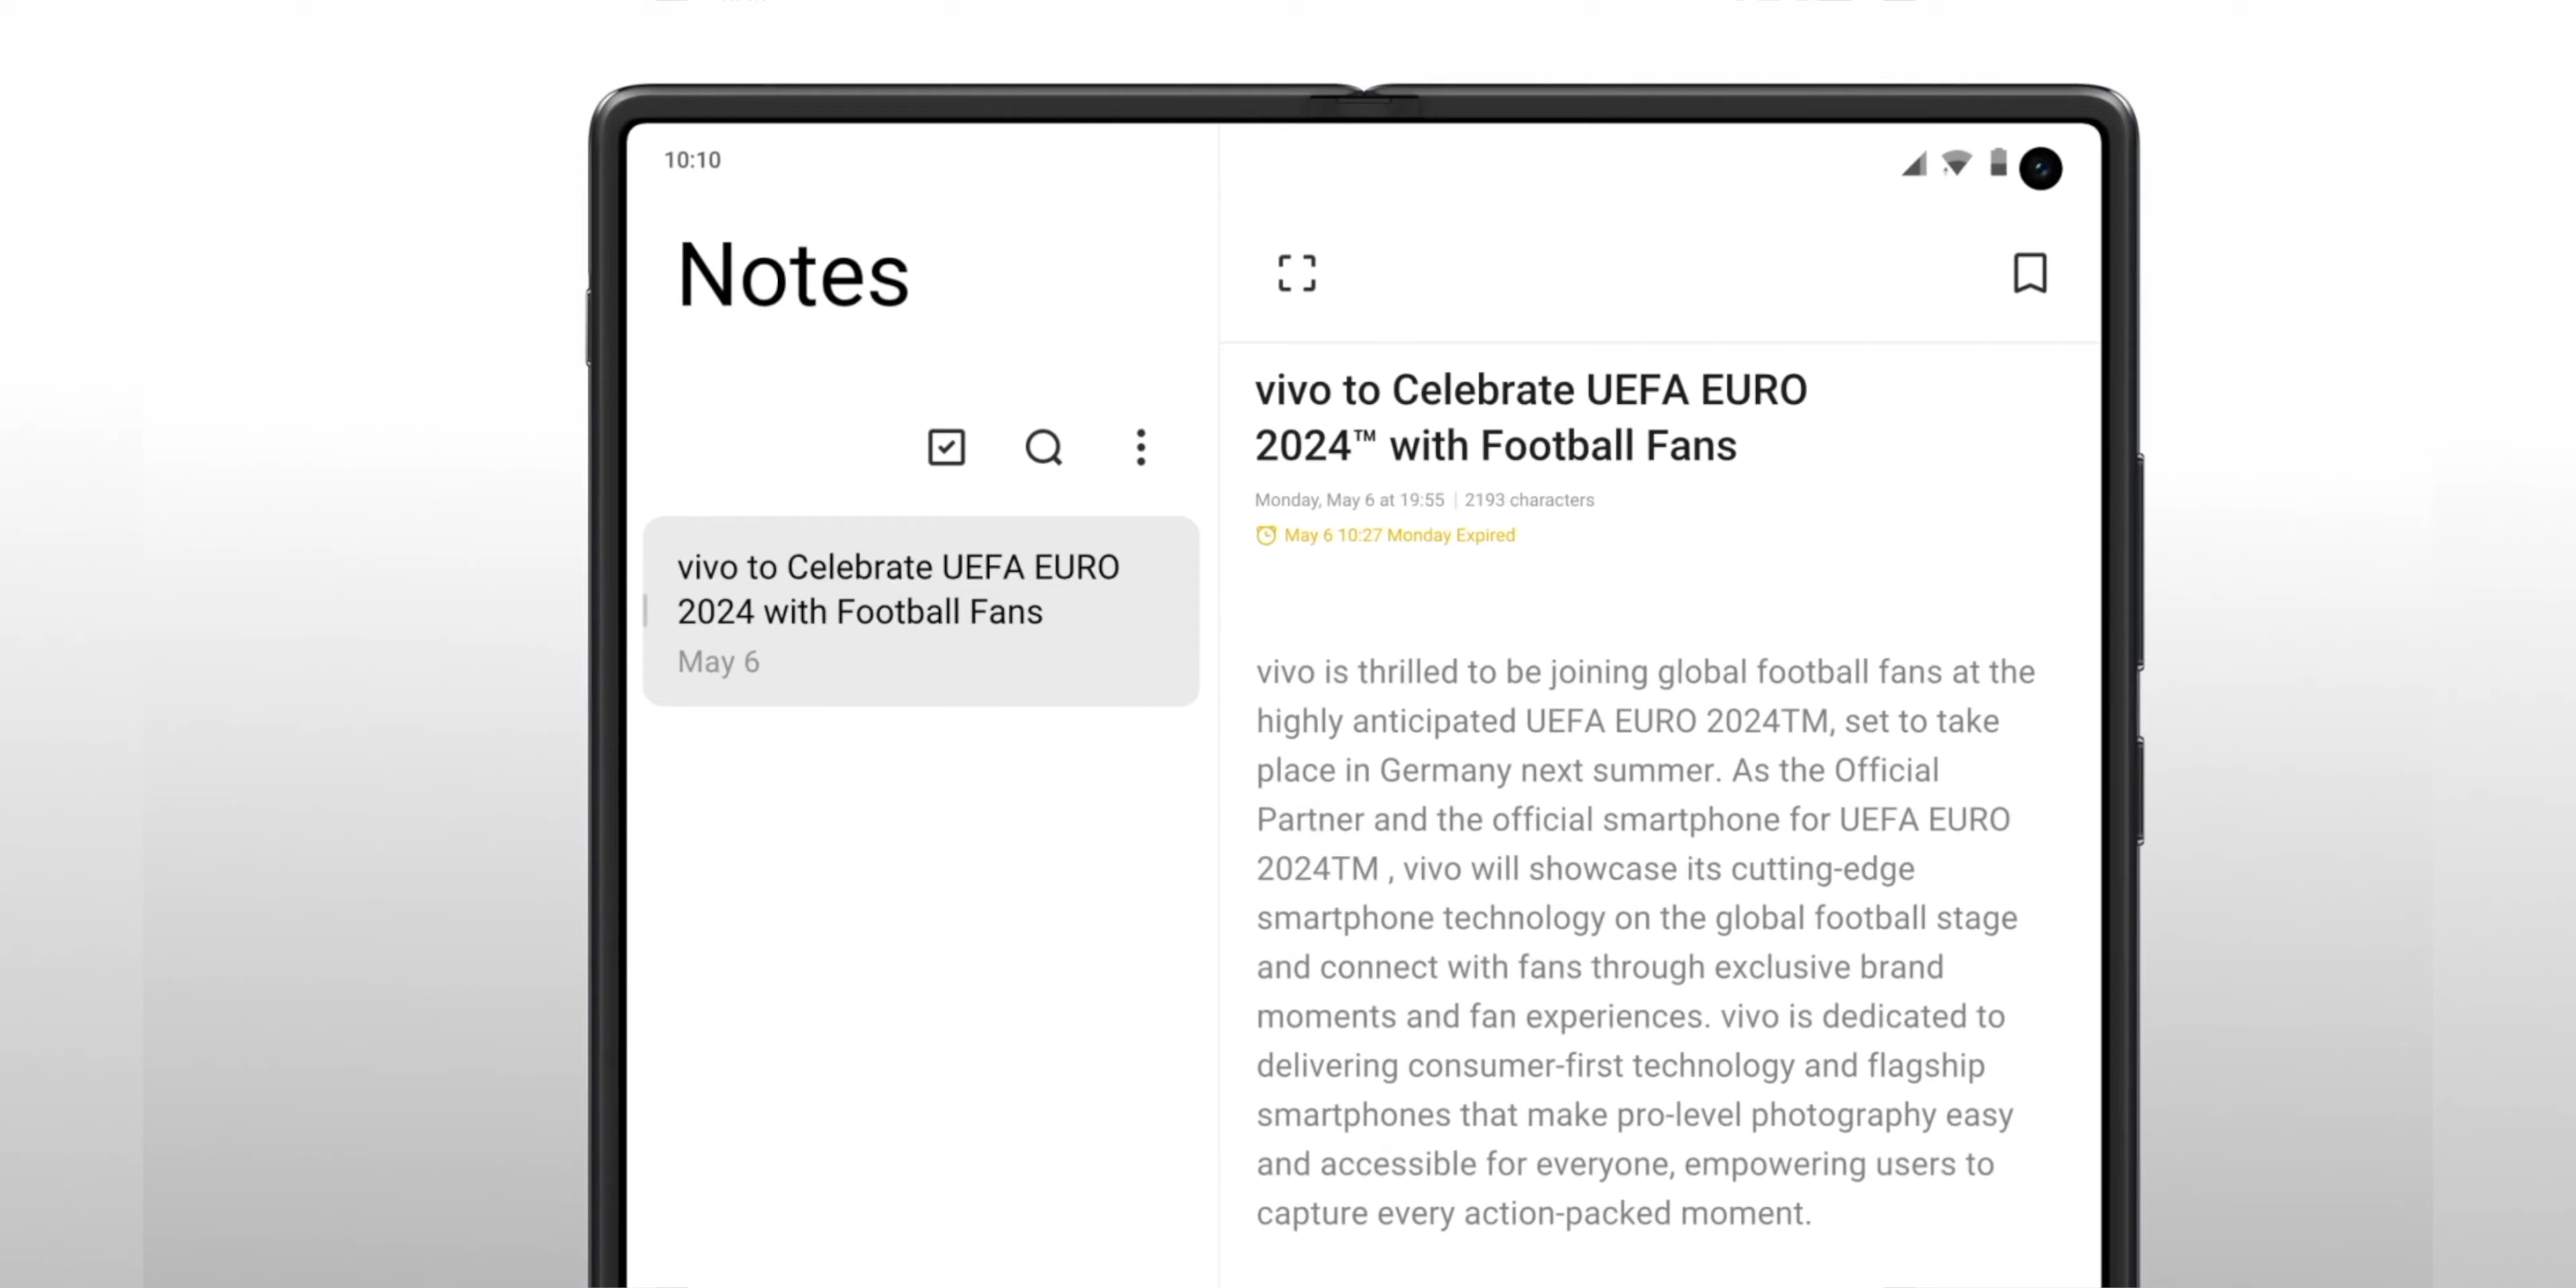 10:10
Notes
vivo to Celebrate UEFA EURO
2024 with Football Fans
May 6
vivo to Celebrate UEFA EURO
2024™ with Football Fans
Monday, May 6 at 19:55 | 2193 characters
May 6 10:27 Monday Expired
vivo is thrilled to be joining global football fans at the
highly anticipated UEFA EURO 2024TM, set to take
place in Germany next summer. As the Official
Partner and the official smartphone for UEFA EURO
2024TM , vivo will showcase its cutting-edge
smartphone technology on the global football stage
and connect with fans through exclusive brand
moments and fan experiences. vivo is dedicated to
delivering consumer-first technology and flagship
smartphones that make pro-level photography easy
and accessible for everyone, empowering users to
capture every action-packed moment.